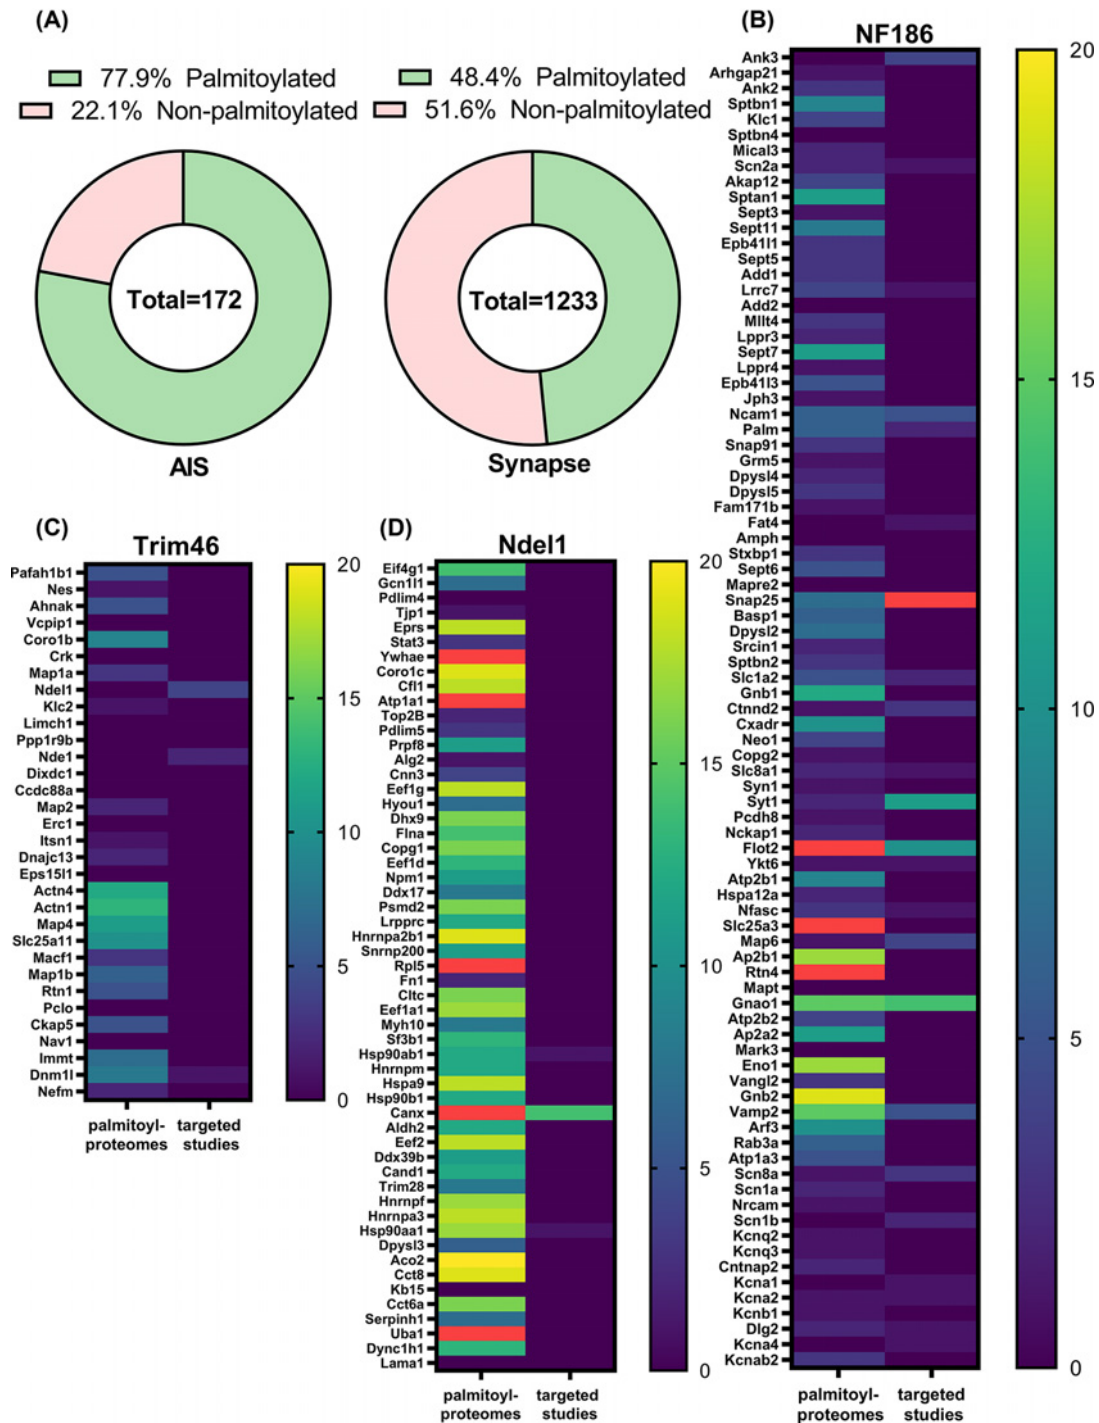 (A)
77.9% Palmitoylated
22.1% Non-palmitoylated
Total=172
AIS
48.4% Palmitoylated
51.6% Non-palmitoylated
Total=1233
Synapse
(B)
NF186
Ank3
Arhgap21
Ank2
Sptbn1
Klc1
Sptbn4
Mical3
Scn2a
Akap12
Sptan1
Sept3
Sept11
Epb41l1
Sept5
Add1
Lrrc7
Add2
Mllt4
Lppr3
Sept7
Lppr4
Epb41l3
Jph3
Ncam1
Palm
Snap91
Grm5
Dpysl4
Dpysl5
Fam171b
Fat4
Amph
Stxbp1
Sept6
Mapre2
Snap25
Basp1
Dpysl2
Srcin1
Sptbn2
Slc1a2
Gnb1
Ctnnd2
Cxadr
Neo1
Copg2
Slc8a1
Syn1
Syt1
Pcdh8
Nckap1
Flot2
Ykt6
Atp2b1
Hspa12a
Nfasc
Slc25a3
Map6
Ap2b1
Rtn4
Mapt
Gnao1
Atp2b2
Ap2a2
Mark3
Eno1
Vangl2
Gnb2
Vamp2
Arf3
Rab3a
Atp1a3
Scn8a
Scn1a
Nrcam
Scn1b
Kcnq2
Kcnq3
Cntnap2
Kcna1
Kcna2
Kcnb1
Dlg2
Kcna4
Kcnab2
palmitoyl-
proteomes
targeted
studies
20
15
10
5
0
(C)
Trim46
Pafah1b1
Nes
Ahnak
Vcpip1
Coro1b
Crk
Map1a
Ndel1
Klc2
Limch1
Ppp1r9b
Nde1
Dixdc1
Ccdc88a
Map2
Erc1
Itsn1
Dnajc13
Eps15l1
Actn4
Actn1
Map4
Slc25a11
Macf1
Map1b
Rtn1
Pclo
Ckap5
Nav1
Immt
Dnm1l
Nefm
palmitoyl-
proteomes
targeted
studies
20
15
10
5
0
(D)
Ndel1
Eif4g1
Gcn1l1
Pdlim4
Tjp1
Eprs
Stat3
Ywhae
Coro1c
Cfl1
Atp1a1
Top2B
Pdlim5
Prpf8
Alg2
Cnn3
Eef1g
Hyou1
Dhx9
Flna
Copg1
Eef1d
Npm1
Ddx17
Psmd2
Lrpprc
Hnrnpa2b1
Snrnp200
Rpl5
Fn1
Cltc
Eef1a1
Myh10
Sf3b1
Hsp90ab1
Hnrnpm
Hspa9
Hsp90b1
Canx
Aldh2
Eef2
Ddx39b
Cand1
Trim28
Hnrnpf
Hnrnpa3
Hsp90aa1
Dpysl3
Aco2
Cct8
Kb15
Cct6a
Serpinh1
Uba1
Dync1h1
Lama1
palmitoyl-
proteomes
targeted
studies
20
15
10
5
0